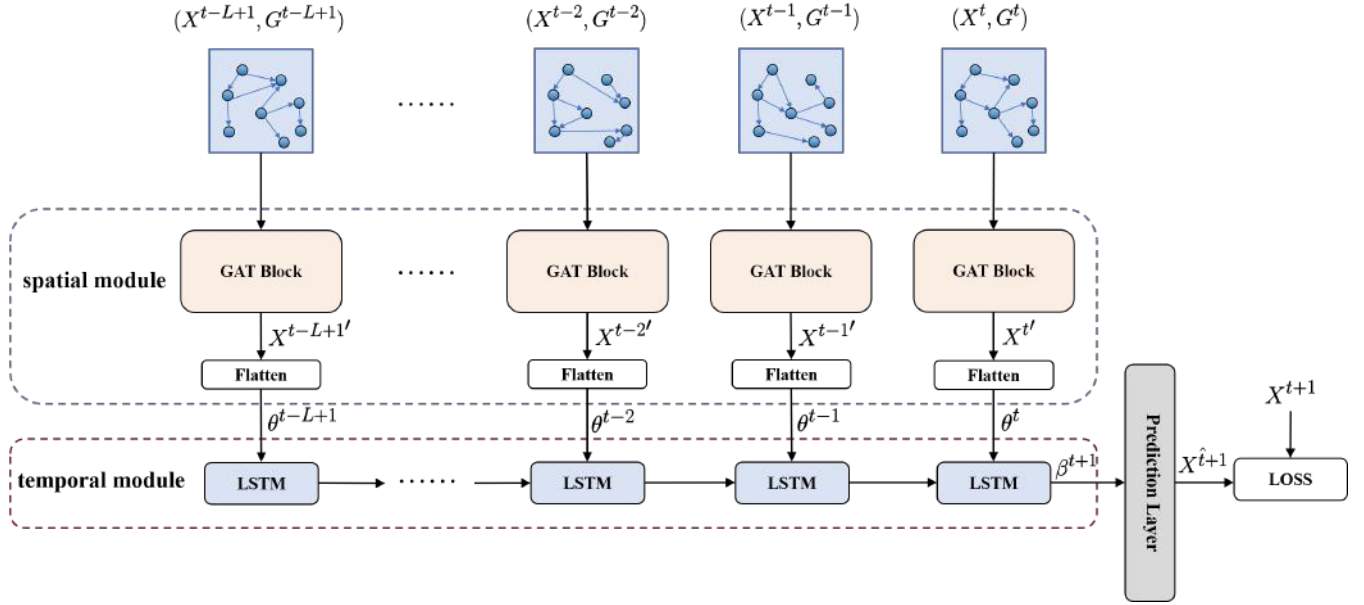 (X^{t-L+1}, G^{t-L+1}) (X^{t-2}, G^{t-2}) (X^{t-1}, G^{t-1}) (X^t, G^t)
······
spatial module GAT Block ······ GAT Block GAT Block GAT Block
X^{t-L+1}′ X^{t-2}′ X^{t-1}′ X^t′
Flatten Flatten Flatten Flatten
θ^{t-L+1} θ^{t-2} θ^{t-1} θ^t
temporal module LSTM ······ LSTM LSTM LSTM β^{t+1}
Prediction Layer
X^{\hat{t}+1}
X^{t+1}
LOSS